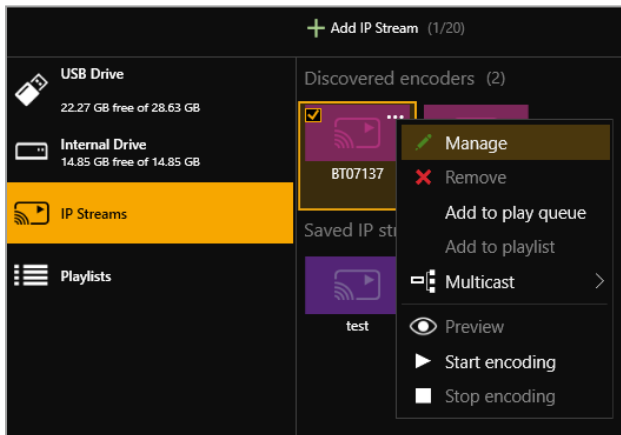 Add IP Stream (1/20)
USB Drive
22.27 GB free of 28.63 GB
Internal Drive
14.85 GB free of 14.85 GB
IP Streams
Playlists
Discovered encoders (2)
BT07137
Saved IP str
test
Manage
Remove
Add to play queue
Add to playlist
Multicast
Preview
Start encoding
Stop encoding